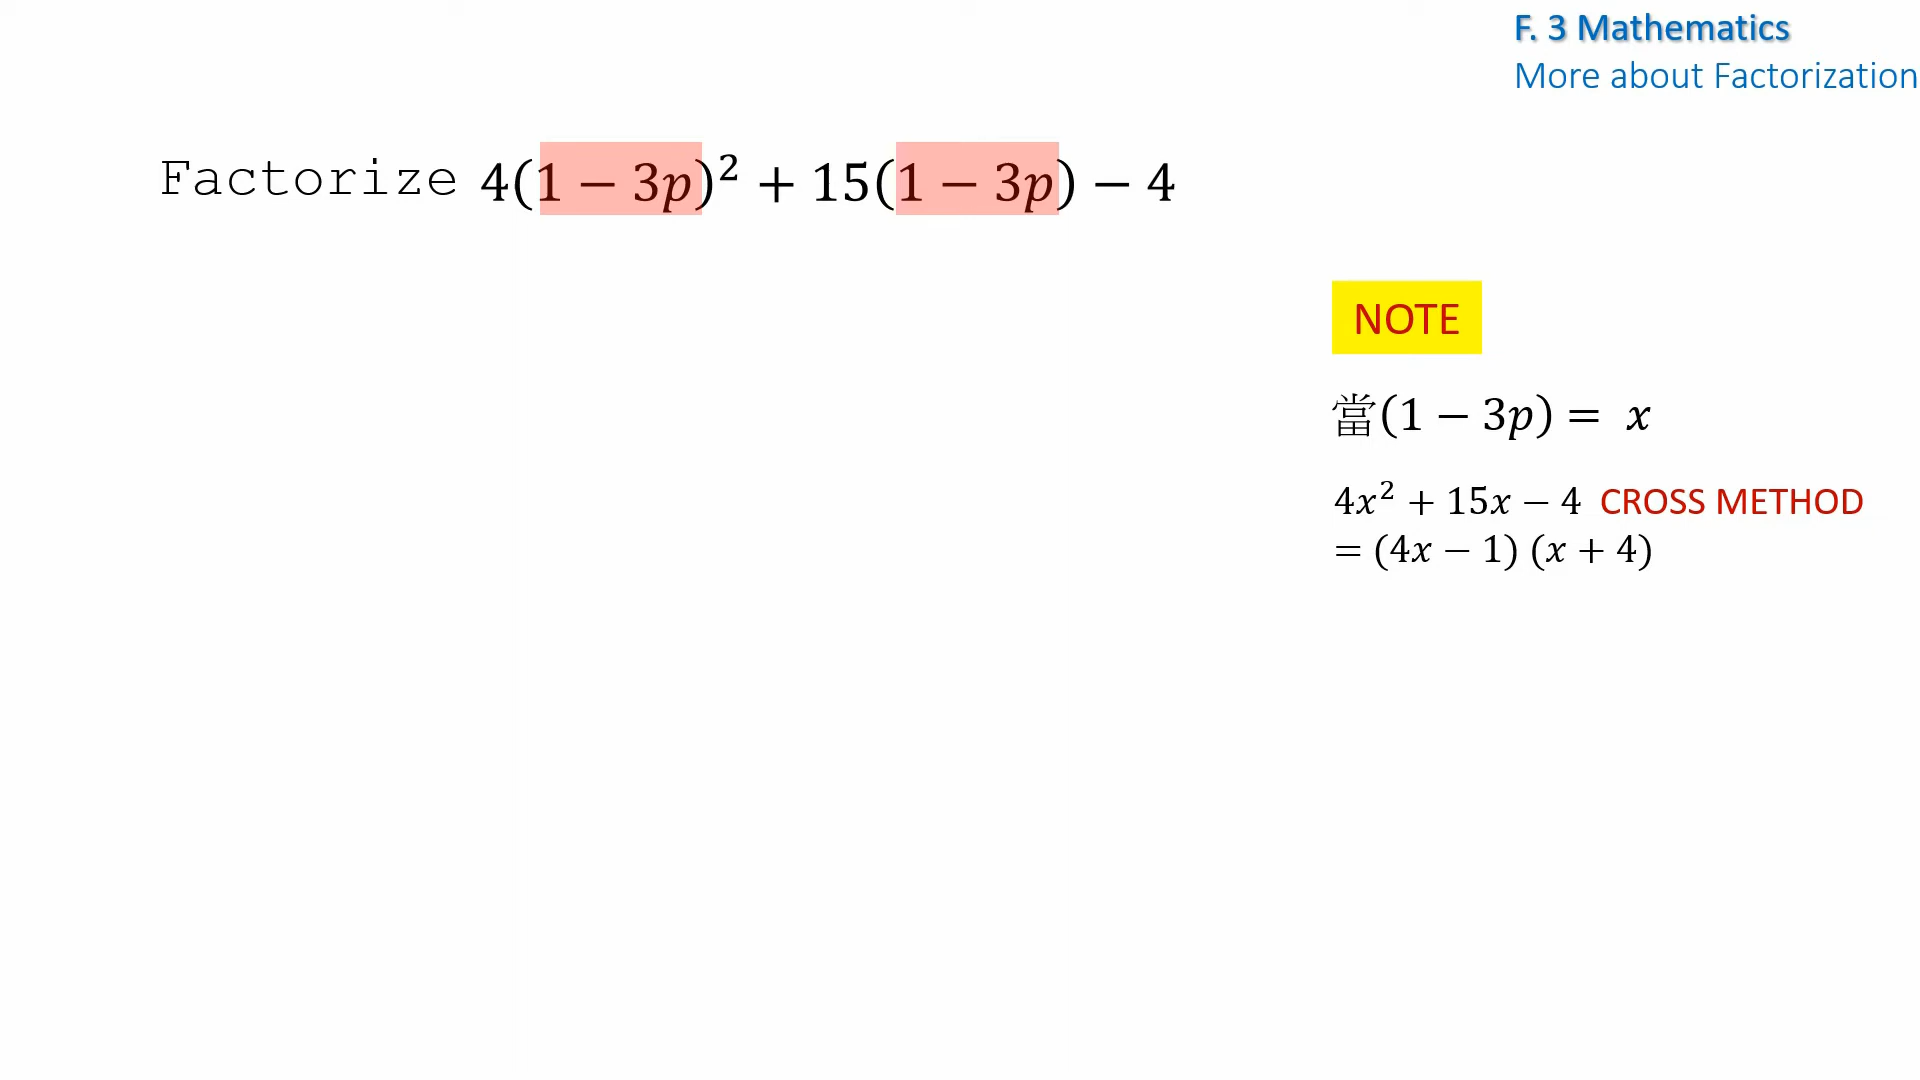 F. 3 Mathematics
More about Factorization
Factorize 4(1 − 3p)² + 15(1 − 3p) − 4
NOTE
當(1 − 3p) = x
4x² + 15x − 4 CROSS METHOD
= (4x − 1) (x + 4)